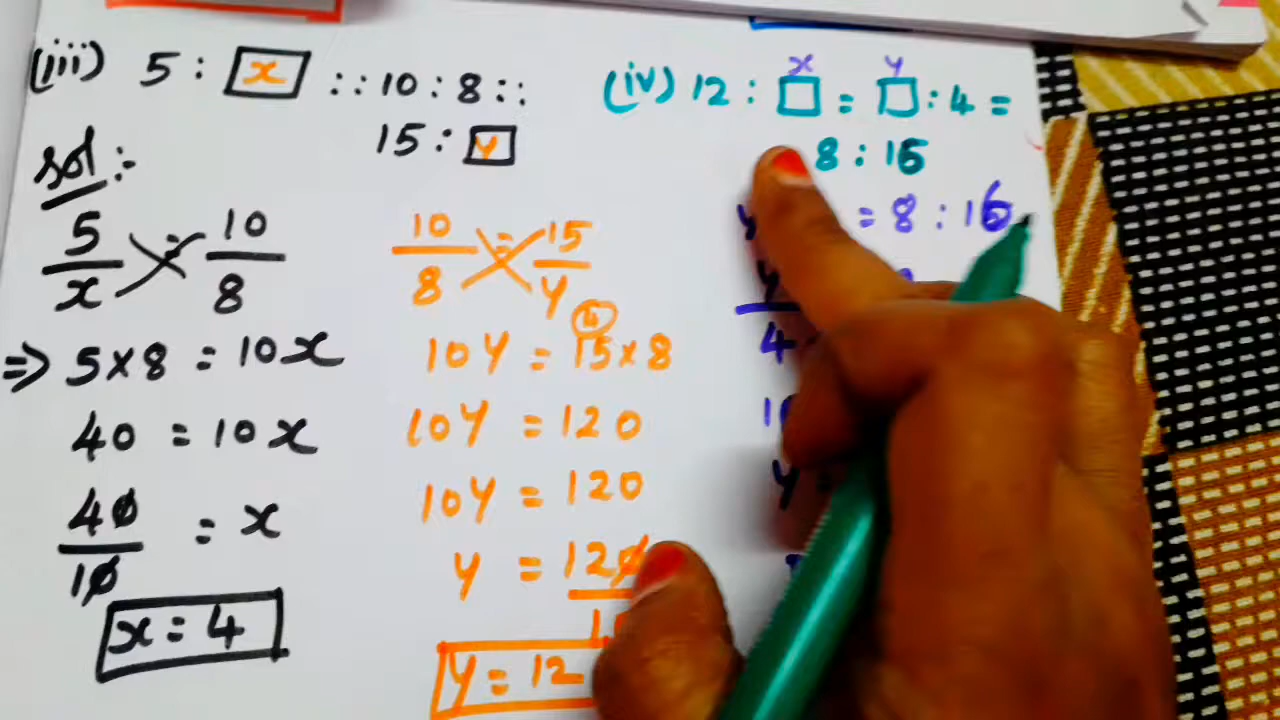 (iii) 5 : x : : 10 : 8 : :
15 : y
Sol :-
5/x = 10/8
⇒ 5 × 8 = 10x
40 = 10x
40/10 = x
x = 4
10/8 = 15/y
10y = 15 × 8
10y = 120
10y = 120
y = 120
y = 12
(iv) 12 : x = y : 4 =
8 : 16
= 8 : 16
y
4
y